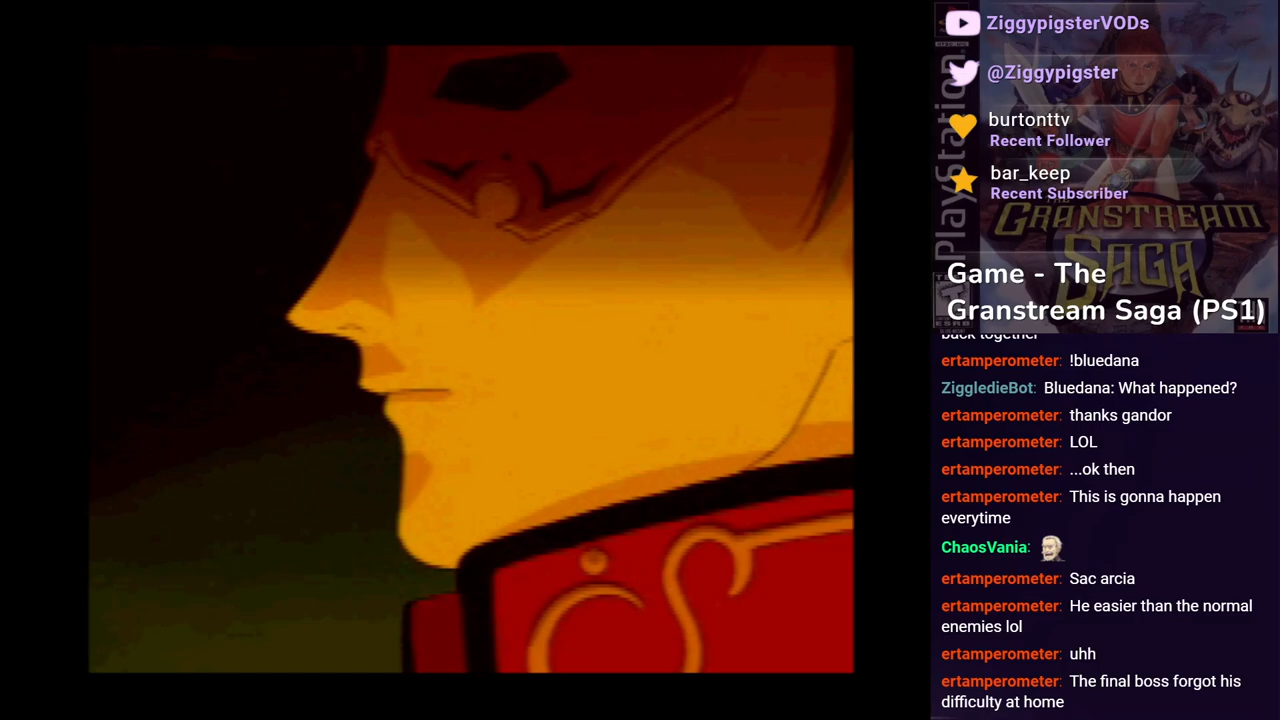 ZiggypigsterVODs
@Ziggypigster
burtonttv
Recent Follower
bar_keep
Recent Subscriber
PlayStation
THE
GRANSTREAM
SAGA
Game - The
Granstream Saga (PS1)
back together
ertamperometer: !bluedana
ZiggledieBot: Bluedana: What happened?
ertamperometer: thanks gandor
ertamperometer: LOL
ertamperometer: ...ok then
ertamperometer: This is gonna happen
everytime
ChaosVania:
ertamperometer: Sac arcia
ertamperometer: He easier than the normal
enemies lol
ertamperometer: uhh
ertamperometer: The final boss forgot his
difficulty at home